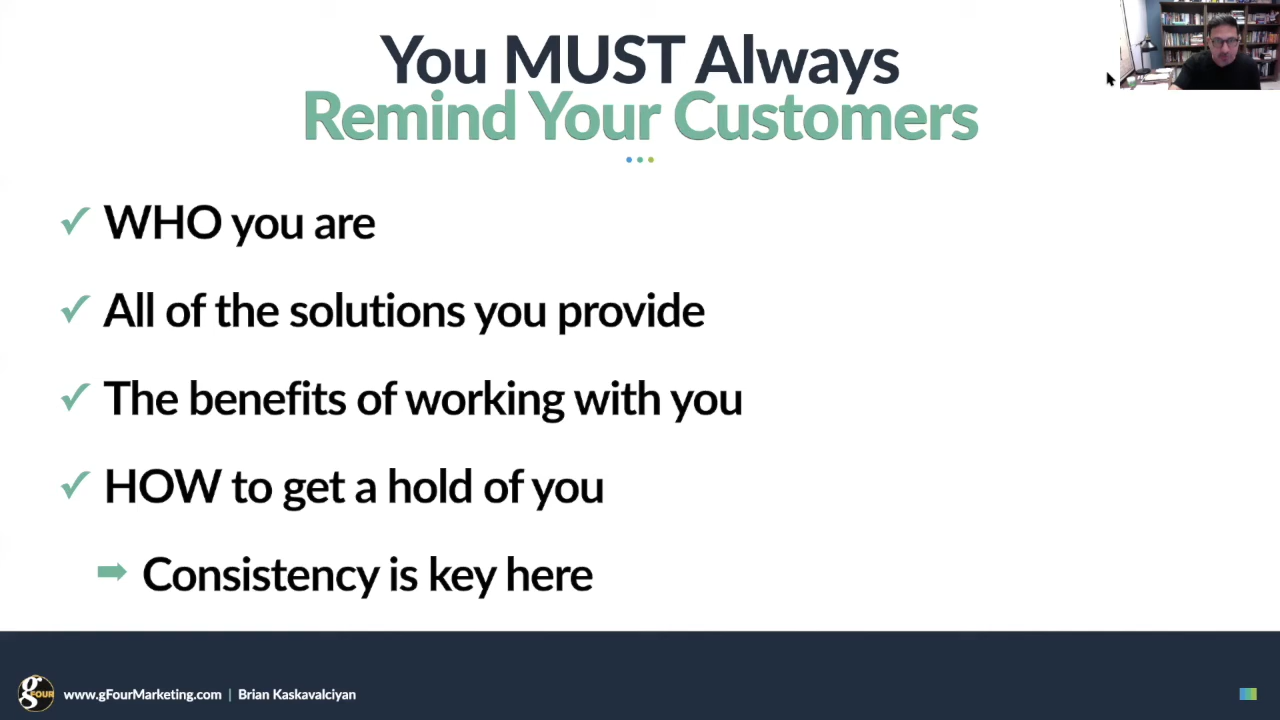 You MUST Always
Remind Your Customers
WHO you are
All of the solutions you provide
The benefits of working with you
HOW to get a hold of you
Consistency is key here
g FOUR
www.gFourMarketing.com | Brian Kaskavalciyan